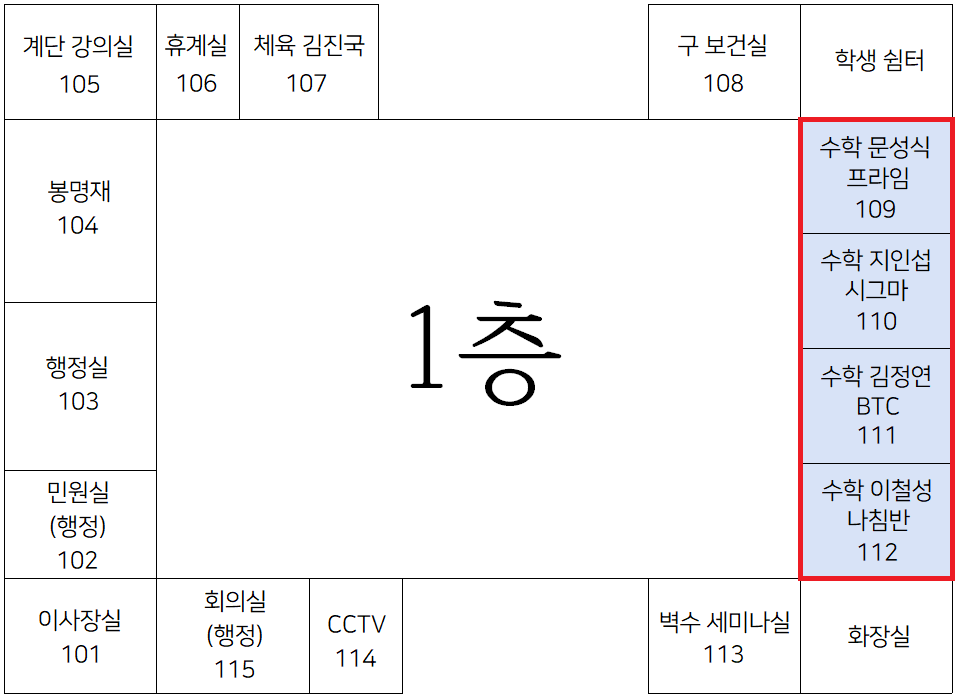 계단 강의실
105
휴계실
106
체육 김진국
107
구 보건실
108
학생 쉼터
봉명재
104
행정실
103
민원실
(행정)
102
1층
수학 문성식
프라임
109
수학 지인섭
시그마
110
수학 김정연
BTC
111
수학 이철성
나침반
112
이사장실
101
회의실
(행정)
115
CCTV
114
벽수 세미나실
113
화장실